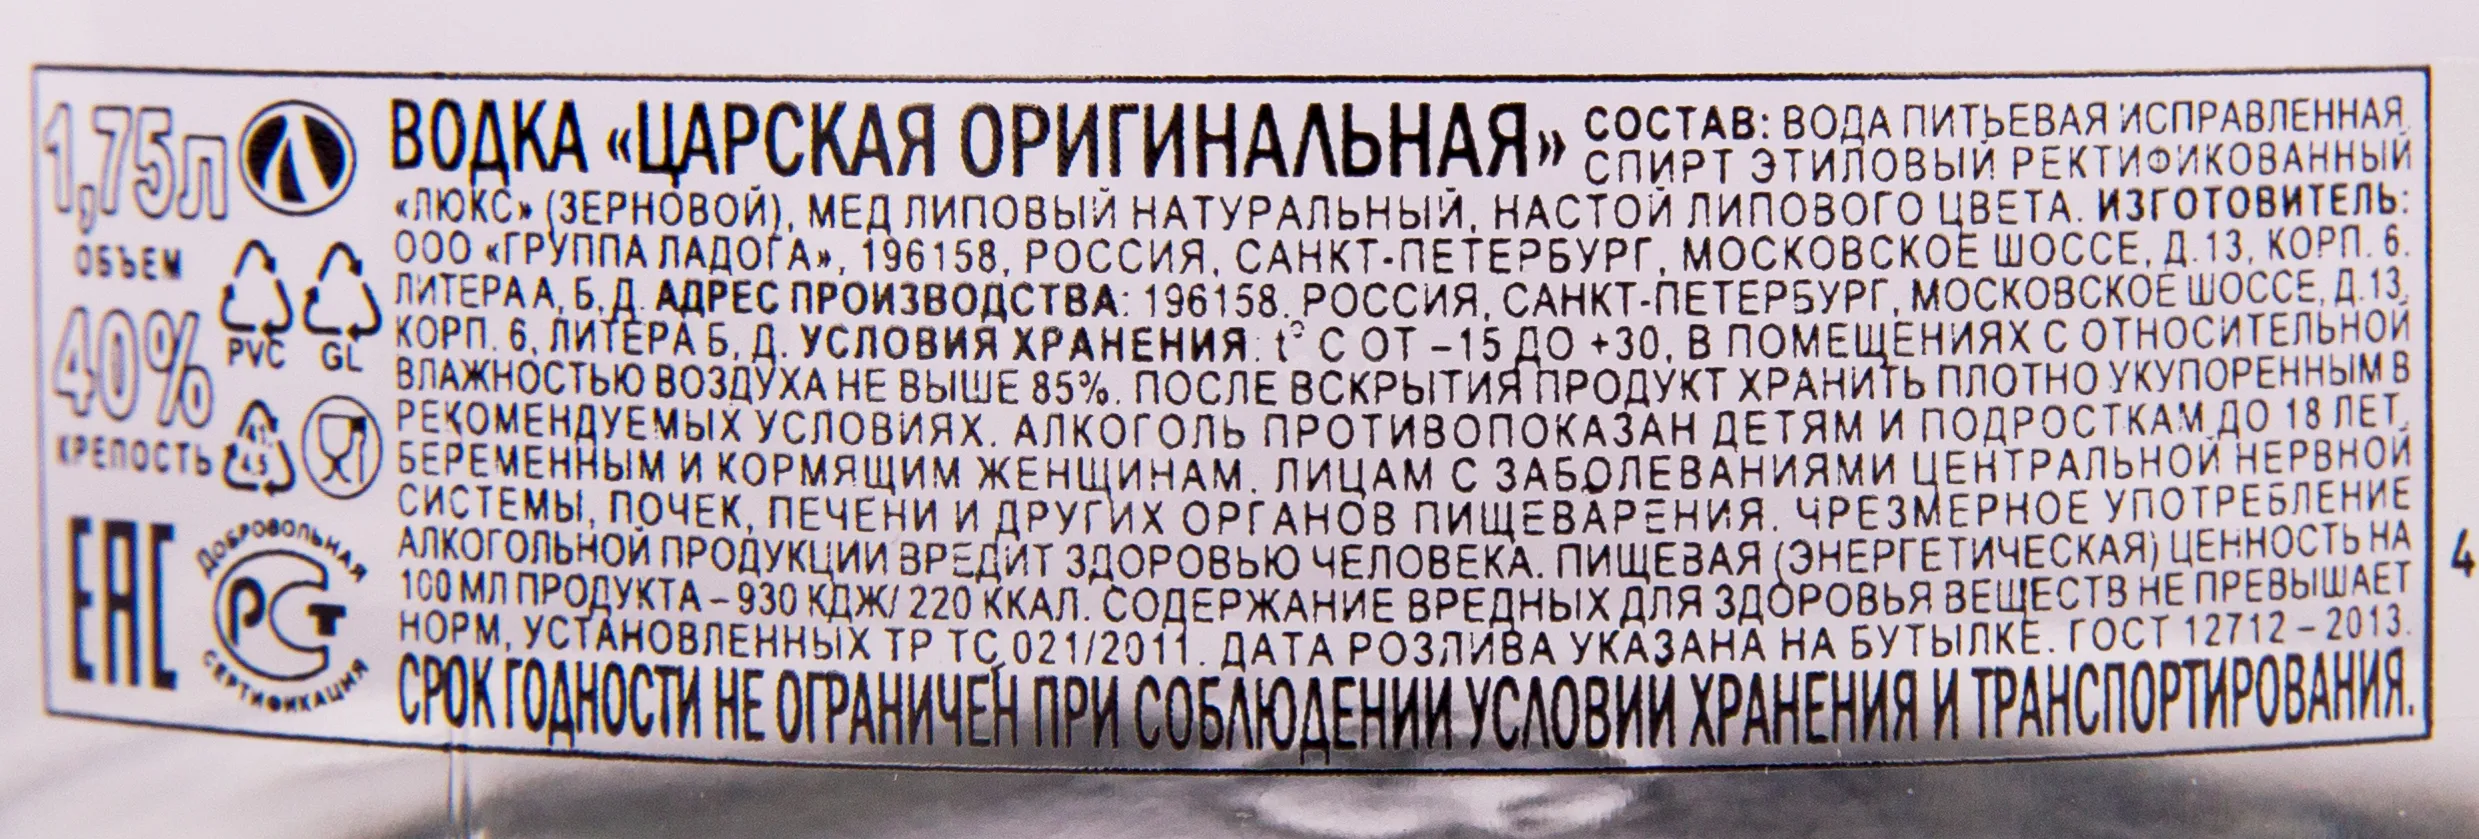 1,75л
ОБЪЕМ
40%
КРЕПОСТЬ
PVC GL
41
4.5
ЕАС
ДОБРОВОЛЬНАЯ
РСТ
СЕРТИФИКАЦИЯ
ВОДКА «ЦАРСКАЯ ОРИГИНАЛЬНАЯ» СОСТАВ: ВОДА ПИТЬЕВАЯ ИСПРАВЛЕННАЯ,
СПИРТ ЭТИЛОВЫЙ РЕКТИФИКОВАННЫЙ
«ЛЮКС» (ЗЕРНОВОЙ), МЕД ЛИПОВЫЙ НАТУРАЛЬНЫЙ, НАСТОЙ ЛИПОВОГО ЦВЕТА. ИЗГОТОВИТЕЛЬ:
ООО «ГРУППА ЛАДОГА», 196158, РОССИЯ, САНКТ-ПЕТЕРБУРГ, МОСКОВСКОЕ ШОССЕ, Д.13, КОРП. 6.
ЛИТЕРА А, Б, Д. АДРЕС ПРОИЗВОДСТВА: 196158, РОССИЯ, САНКТ-ПЕТЕРБУРГ, МОСКОВСКОЕ ШОССЕ, Д.13,
КОРП. 6, ЛИТЕРА Б, Д. УСЛОВИЯ ХРАНЕНИЯ: t° С ОТ –15 ДО +30, В ПОМЕЩЕНИЯХ С ОТНОСИТЕЛЬНОЙ
ВЛАЖНОСТЬЮ ВОЗДУХА НЕ ВЫШЕ 85%. ПОСЛЕ ВСКРЫТИЯ ПРОДУКТ ХРАНИТЬ ПЛОТНО УКУПОРЕННЫМ В
РЕКОМЕНДУЕМЫХ УСЛОВИЯХ. АЛКОГОЛЬ ПРОТИВОПОКАЗАН ДЕТЯМ И ПОДРОСТКАМ ДО 18 ЛЕТ,
БЕРЕМЕННЫМ И КОРМЯЩИМ ЖЕНЩИНАМ, ЛИЦАМ С ЗАБОЛЕВАНИЯМИ ЦЕНТРАЛЬНОЙ НЕРВНОЙ
СИСТЕМЫ, ПОЧЕК, ПЕЧЕНИ И ДРУГИХ ОРГАНОВ ПИЩЕВАРЕНИЯ. ЧРЕЗМЕРНОЕ УПОТРЕБЛЕНИЕ
АЛКОГОЛЬНОЙ ПРОДУКЦИИ ВРЕДИТ ЗДОРОВЬЮ ЧЕЛОВЕКА. ПИЩЕВАЯ (ЭНЕРГЕТИЧЕСКАЯ) ЦЕННОСТЬ НА
100 МЛ ПРОДУКТА – 930 КДЖ/ 220 ККАЛ. СОДЕРЖАНИЕ ВРЕДНЫХ ДЛЯ ЗДОРОВЬЯ ВЕЩЕСТВ НЕ ПРЕВЫШАЕТ
НОРМ, УСТАНОВЛЕННЫХ ТР ТС 021/2011. ДАТА РОЗЛИВА УКАЗАНА НА БУТЫЛКЕ. ГОСТ 12712 – 2013.
СРОК ГОДНОСТИ НЕ ОГРАНИЧЕН ПРИ СОБЛЮДЕНИИ УСЛОВИИ ХРАНЕНИЯ И ТРАНСПОРТИРОВАНИЯ.
4